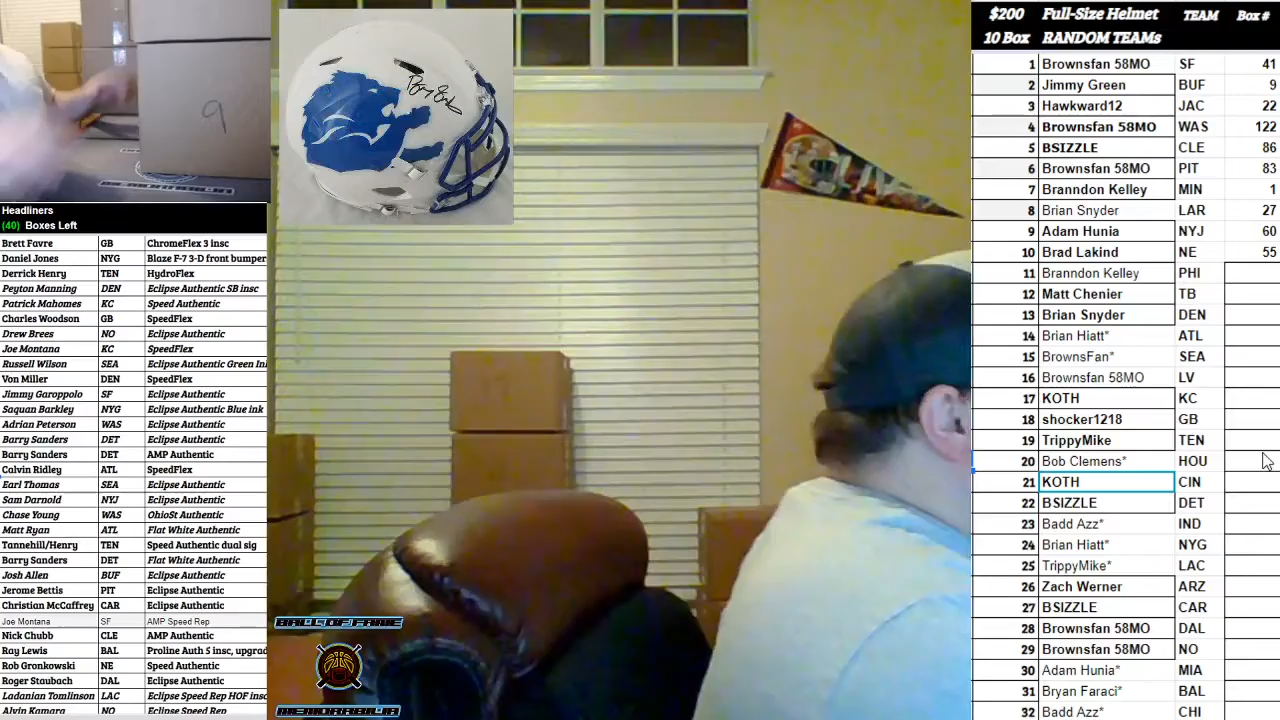 9
Headliners
(40) Boxes Left
Brett Favre GB ChromeFlex 3 insc
Daniel Jones NYG Blaze F-7 3-D front bumper
Derrick Henry TEN HydroFlex
Peyton Manning DEN Eclipse Authentic SB insc
Patrick Mahomes KC Speed Authentic
Charles Woodson GB SpeedFlex
Drew Brees NO Eclipse Authentic
Joe Montana KC SpeedFlex
Russell Wilson SEA Eclipse Authentic Green In
Von Miller DEN SpeedFlex
Jimmy Garoppolo SF Eclipse Authentic
Saquan Barkley NYG Eclipse Authentic Blue ink
Adrian Peterson WAS Eclipse Authentic
Barry Sanders DET Eclipse Authentic
Barry Sanders DET AMP Authentic
Calvin Ridley ATL SpeedFlex
Earl Thomas SEA Eclipse Authentic
Sam Darnold NYJ Eclipse Authentic
Chase Young WAS OhioSt Authentic
Matt Ryan ATL Flat White Authentic
Tannehill/Henry TEN Speed Authentic dual sig
Barry Sanders DET Flat White Authentic
Josh Allen BUF Eclipse Authentic
Jerome Bettis PIT Eclipse Authentic
Christian McCaffrey CAR Eclipse Authentic
Joe Montana SF AMP Speed Rep
Nick Chubb CLE AMP Authentic
Ray Lewis BAL Proline Auth 5 insc, upgrad
Rob Gronkowski NE Speed Authentic
Roger Staubach DAL Eclipse Authentic
Ladanian Tomlinson LAC Eclipse Speed Rep HOF insc
Alvin Kamara NO Eclipse Speed Rep
BALL OF FAME
MEMORABILIA
$200 Full-Size Helmet TEAM Box #
10 Box RANDOM TEAMs
1 Brownsfan 58MO SF 41
2 Jimmy Green BUF 9
3 Hawkward12 JAC 22
4 Brownsfan 58MO WAS 122
5 BSIZZLE CLE 86
6 Brownsfan 58MO PIT 83
7 Branndon Kelley MIN 1
8 Brian Snyder LAR 27
9 Adam Hunia NYJ 60
10 Brad Lakind NE 55
11 Branndon Kelley PHI
12 Matt Chenier TB
13 Brian Snyder DEN
14 Brian Hiatt* ATL
15 BrownsFan* SEA
16 Brownsfan 58MO LV
17 KOTH KC
18 shocker1218 GB
19 TrippyMike TEN
20 Bob Clemens* HOU
21 KOTH CIN
22 BSIZZLE DET
23 Badd Azz* IND
24 Brian Hiatt* NYG
25 TrippyMike* LAC
26 Zach Werner ARZ
27 BSIZZLE CAR
28 Brownsfan 58MO DAL
29 Brownsfan 58MO NO
30 Adam Hunia* MIA
31 Bryan Faraci* BAL
32 Badd Azz* CHI